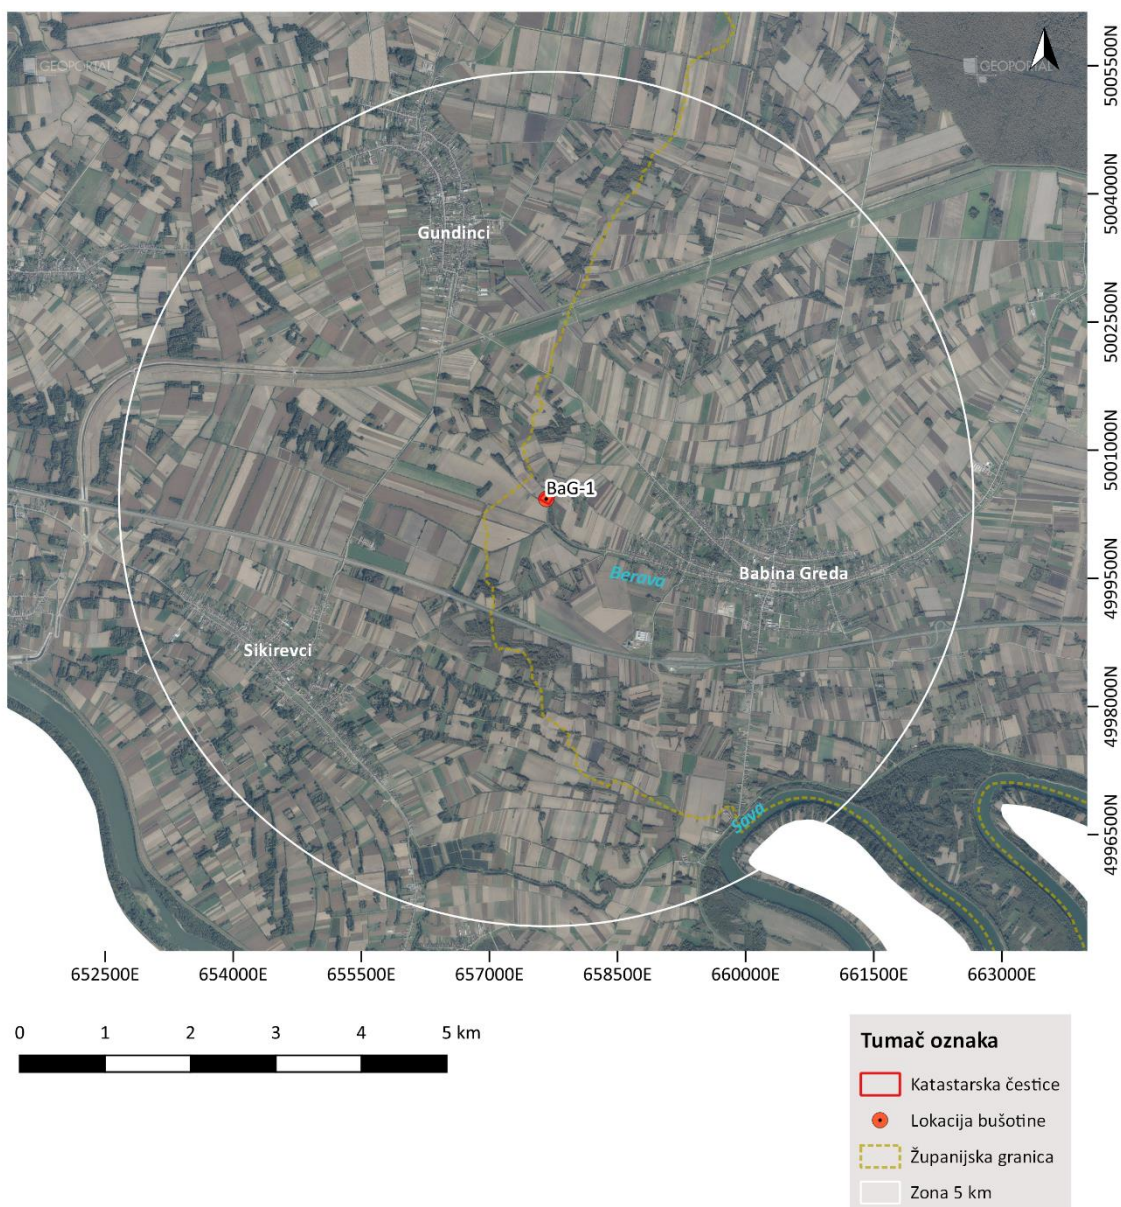 GEOPORTAL
GEOPORTAL
5005500N
5004000N
Gundinci
5002500N
5001000N
BaG-1
4999500N
Berava
Babina Greda
Sikirevci
4998000N
Sava
4996500N
652500E 654000E 655500E 657000E 658500E 660000E 661500E 663000E
0 1 2 3 4 5 km
Tumač oznaka
Katastarska čestice
Lokacija bušotine
Županijska granica
Zona 5 km